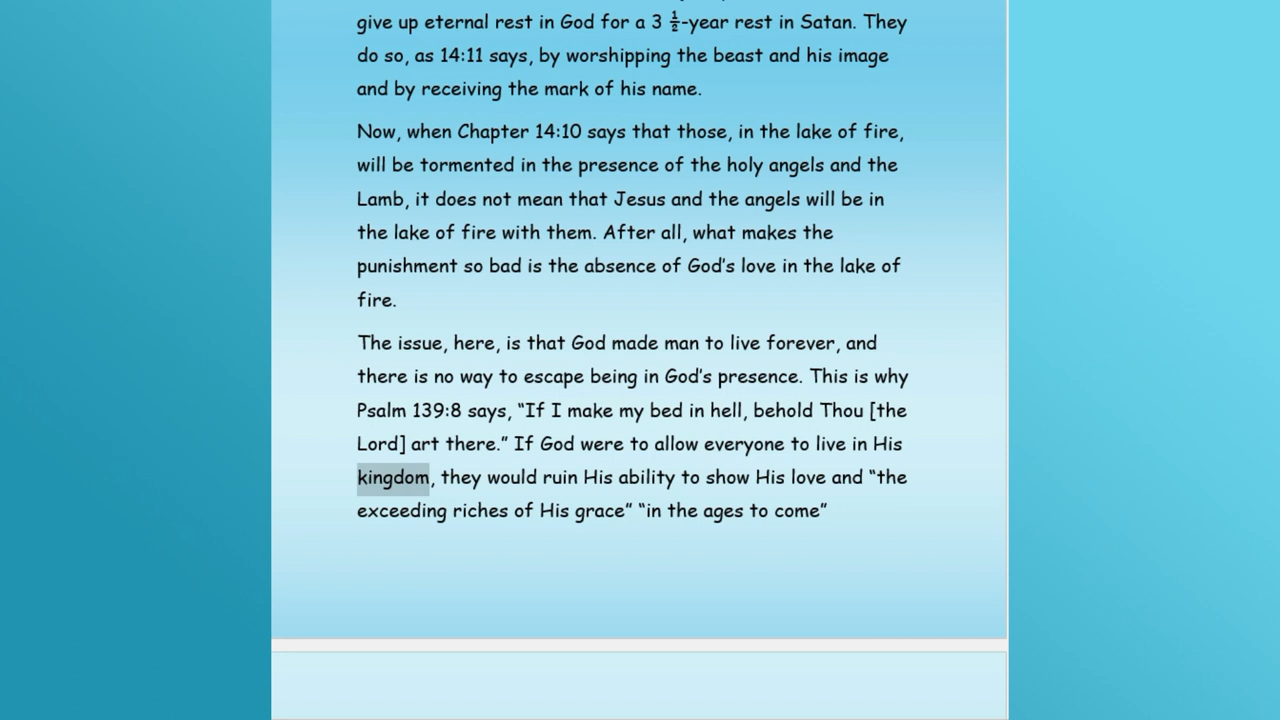 give up eternal rest in God for a 3 ½-year rest in Satan. They
do so, as 14:11 says, by worshipping the beast and his image
and by receiving the mark of his name.
Now, when Chapter 14:10 says that those, in the lake of fire,
will be tormented in the presence of the holy angels and the
Lamb, it does not mean that Jesus and the angels will be in
the lake of fire with them. After all, what makes the
punishment so bad is the absence of God's love in the lake of
fire.
The issue, here, is that God made man to live forever, and
there is no way to escape being in God's presence. This is why
Psalm 139:8 says, “If I make my bed in hell, behold Thou [the
Lord] art there.” If God were to allow everyone to live in His
kingdom, they would ruin His ability to show His love and “the
exceeding riches of His grace” “in the ages to come”